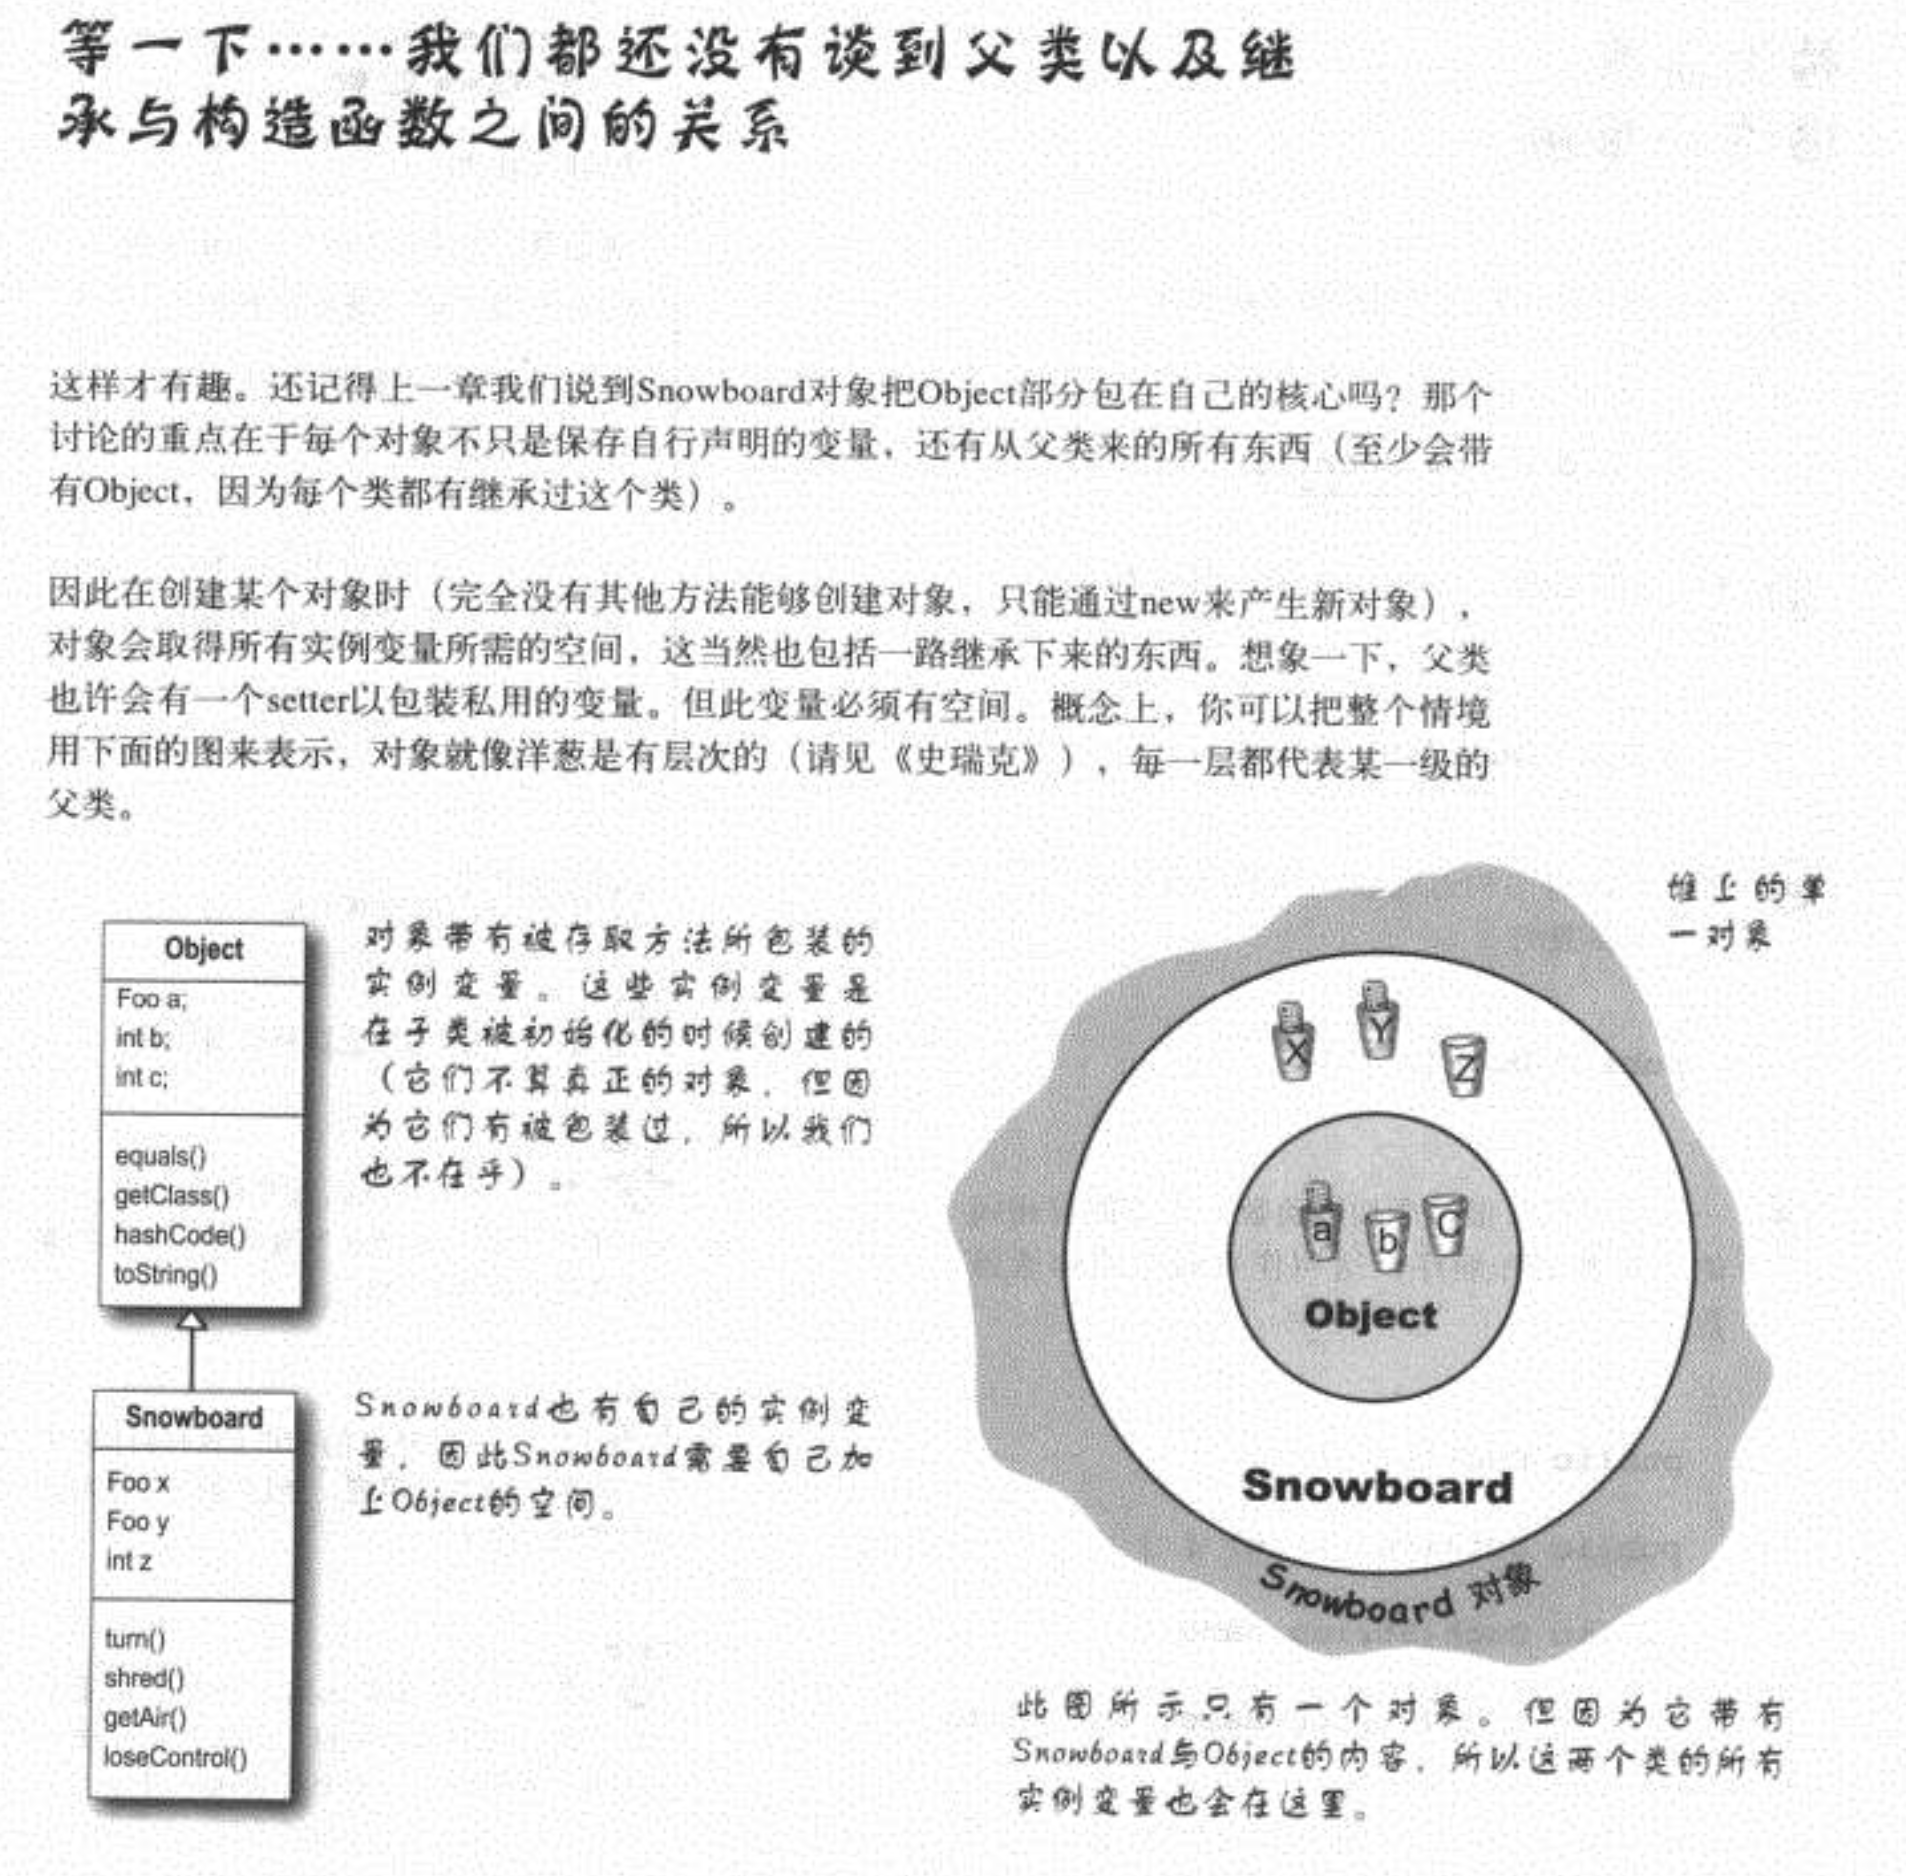 等一下……我们都还没有谈到父类以及继
承与构造函数之间的关系
这样才有趣。还记得上一章我们说到Snowboard对象把Object部分包在自己的核心吗？那个
讨论的重点在于每个对象不只是保存自行声明的变量，还有从父类来的所有东西（至少会带
有Object，因为每个类都有继承过这个类）。
因此在创建某个对象时（完全没有其他方法能够创建对象，只能通过new来产生新对象），
对象会取得所有实例变量所需的空间，这当然也包括一路继承下来的东西。想象一下，父类
也许会有一个setter以包装私用的变量。但此变量必须有空间。概念上，你可以把整个情境
用下面的图来表示，对象就像洋葱是有层次的（请见《史瑞克》），每一层都代表某一级的
父类。
Object
Foo a;
int b;
int c;
equals()
getClass()
hashCode()
toString()
对象带有被存取方法所包装的
实例变量。这些实例变量是
在子类被初始化的时候创建的
（它们不算真正的对象，但因
为它们有被包装过，所以我们
也不在乎）。
Snowboard
Foo x
Foo y
int z
turn()
shred()
getAir()
loseControl()
Snowboard也有自己的实例变
量，因此Snowboard需要自己加
上Object的空间。
堆上的单
一对象
X
Y
Z
a
b
C
Object
Snowboard
Snowboard 对象
此图所示只有一个对象。但因为它带有
Snowboard与Object的内容，所以这两个类的所有
实例变量也会在这里。